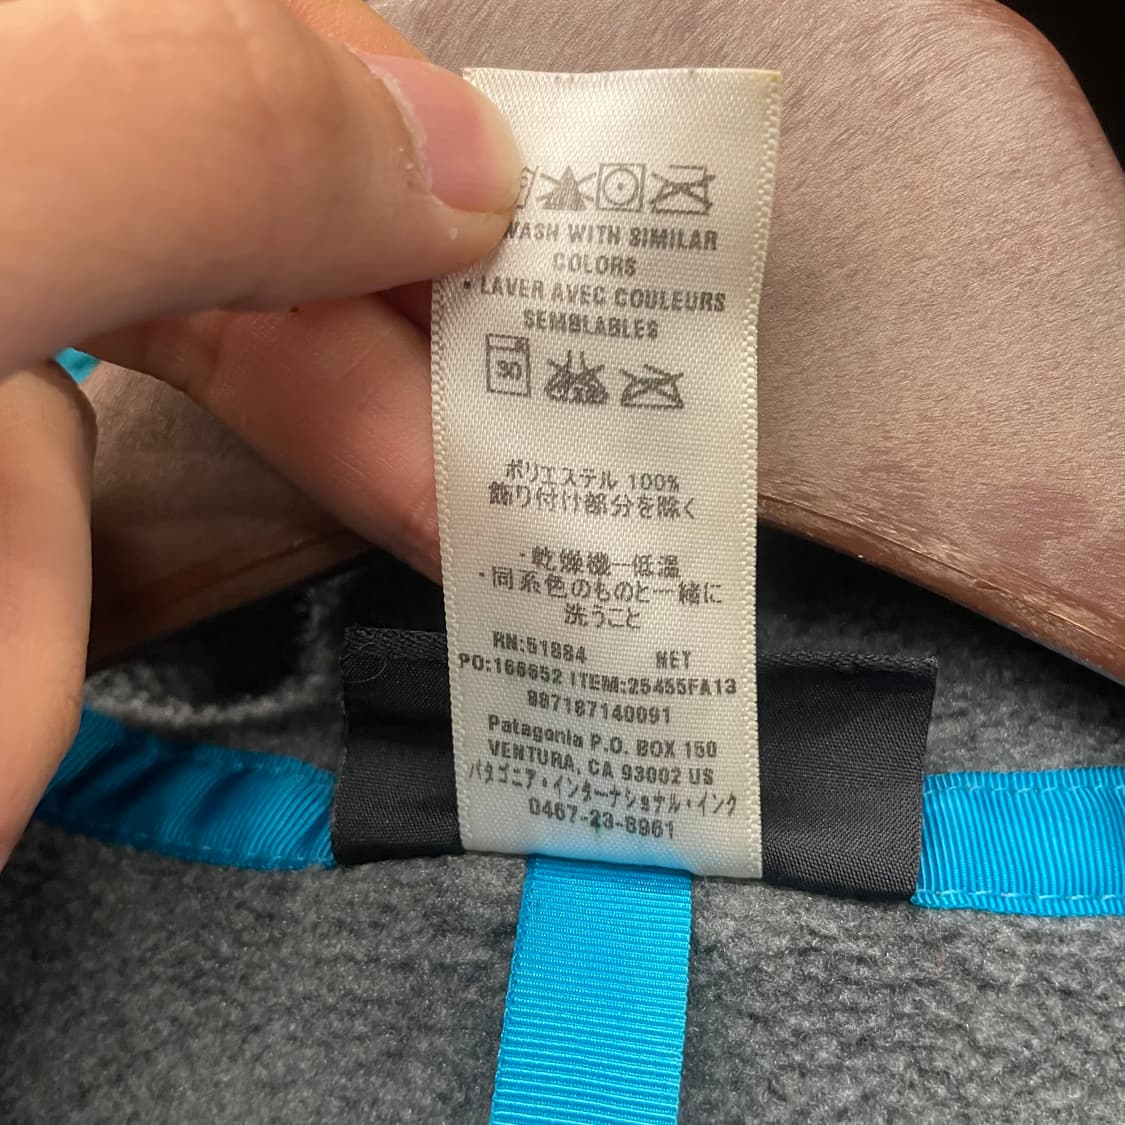 WASH WITH SIMILAR
COLORS
• LAVER AVEC COULEURS
SEMBLABLES
30
ポリエステル 100%
飾り付け部分を除く
・乾燥機ー低温
・同系色のものと一緒に
洗うこと
RN:51884 NET
PO:166852 ITEM:25455FA13
887187140091
Patagonia P.O. BOX 150
VENTURA, CA 93002 US
パタゴニア・インターナショナル・インク
0467-23-8961